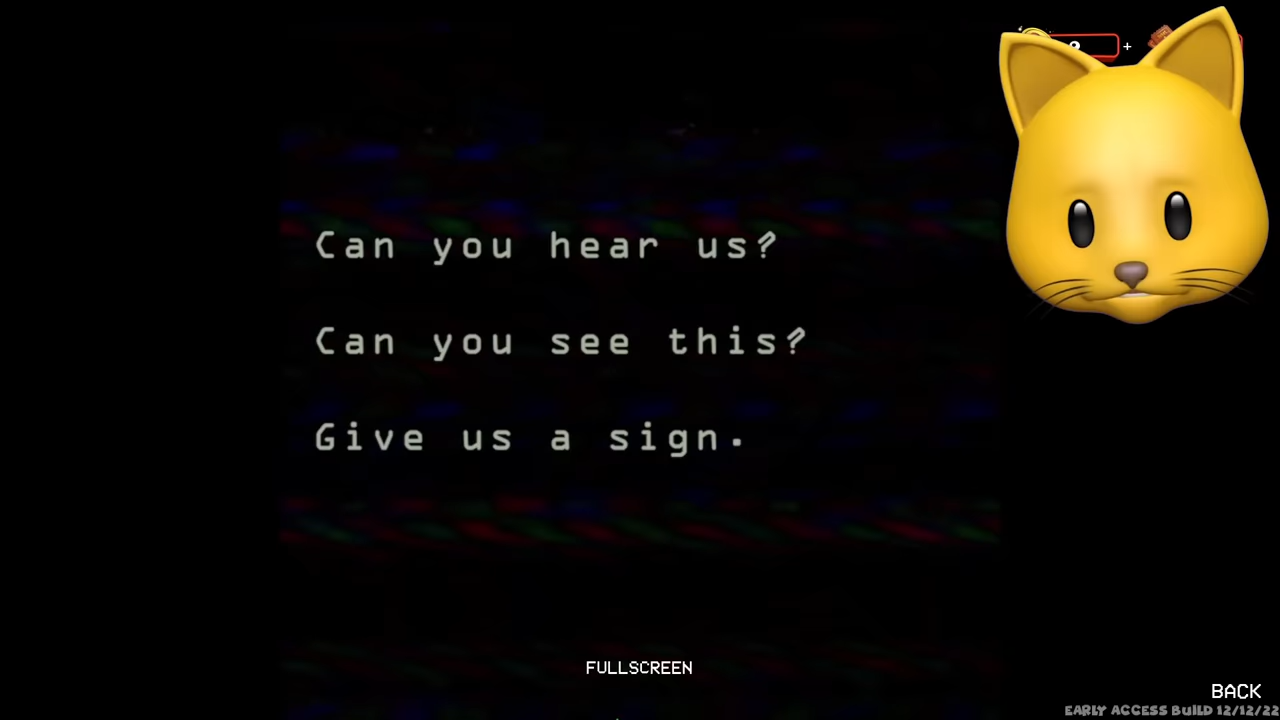 +
Can you hear us?
Can you see this?
Give us a sign.
FULLSCREEN
BACK
EARLY ACCESS BUILD 12/12/22